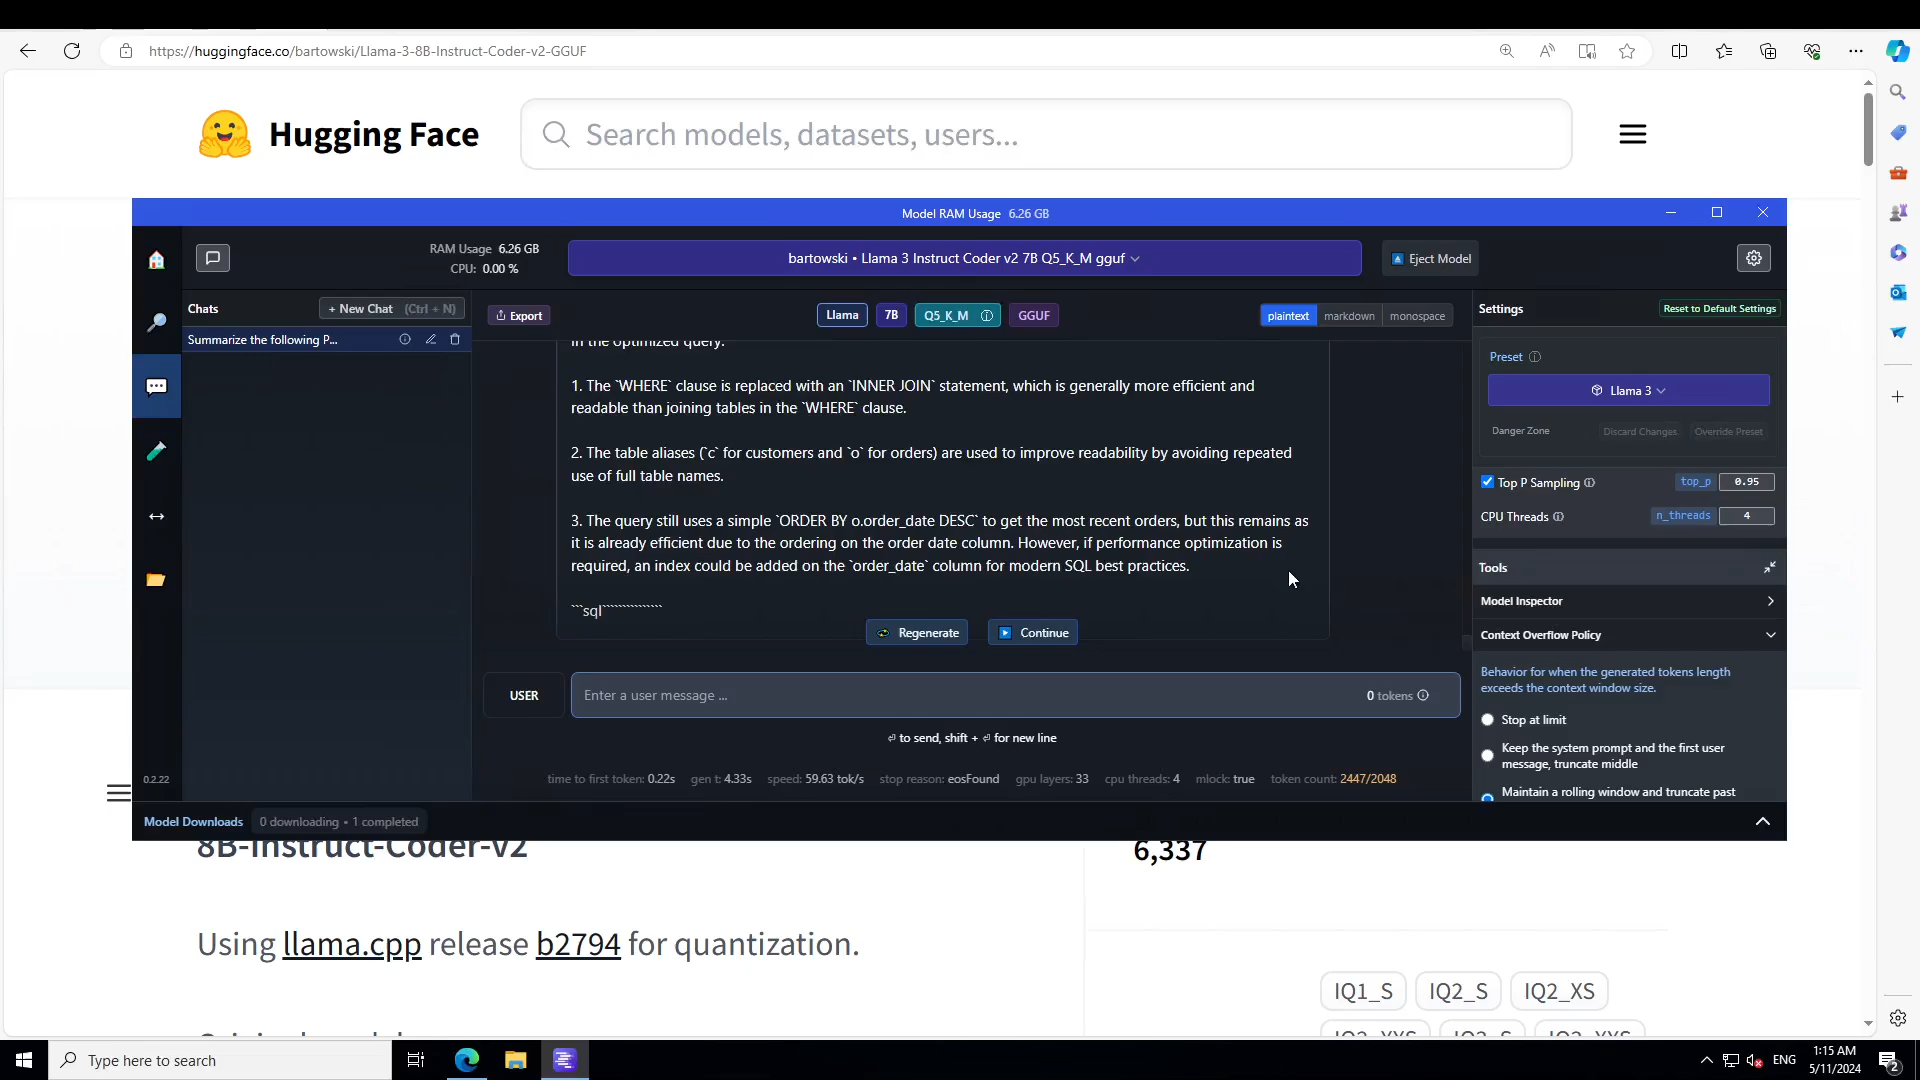 https://huggingface.co/bartowski/Llama-3-8B-Instruct-Coder-v2-GGUF
Hugging Face
Search models, datasets, users...
Model RAM Usage 6.26 GB
RAM Usage 6.26 GB
CPU: 0.00 %
bartowski • Llama 3 Instruct Coder v2 7B Q5_K_M gguf
Eject Model
Chats
+ New Chat (Ctrl + N)
Export
Llama
7B
Q5_K_M
GGUF
plaintext
markdown
monospace
Settings
Reset to Default Settings
Summarize the following P...
in the optimized query:
1. The `WHERE` clause is replaced with an `INNER JOIN` statement, which is generally more efficient and
readable than joining tables in the `WHERE` clause.
2. The table aliases (`c` for customers and `o` for orders) are used to improve readability by avoiding repeated
use of full table names.
3. The query still uses a simple `ORDER BY o.order_date DESC` to get the most recent orders, but this remains as
it is already efficient due to the ordering on the order date column. However, if performance optimization is
required, an index could be added on the `order_date` column for modern SQL best practices.
```sql```````````````
Regenerate
Continue
USER
Enter a user message ...
0 tokens
⏎ to send, shift + ⏎ for new line
time to first token: 0.22s gen t: 4.33s speed: 59.63 tok/s stop reason: eosFound gpu layers: 33 cpu threads: 4 mlock: true token count: 2447/2048
Preset
Llama 3
Danger Zone
Discard Changes
Override Preset
Top P Sampling
top_p
0.95
CPU Threads
n_threads
4
Tools
Model Inspector
Context Overflow Policy
Behavior for when the generated tokens length
exceeds the context window size.
Stop at limit
Keep the system prompt and the first user
message, truncate middle
Maintain a rolling window and truncate past
0.2.22
Model Downloads
0 downloading • 1 completed
8B-Instruct-Coder-v2
6,337
Using llama.cpp release b2794 for quantization.
IQ1_S
IQ2_S
IQ2_XS
Type here to search
ENG
1:15 AM
5/11/2024
2